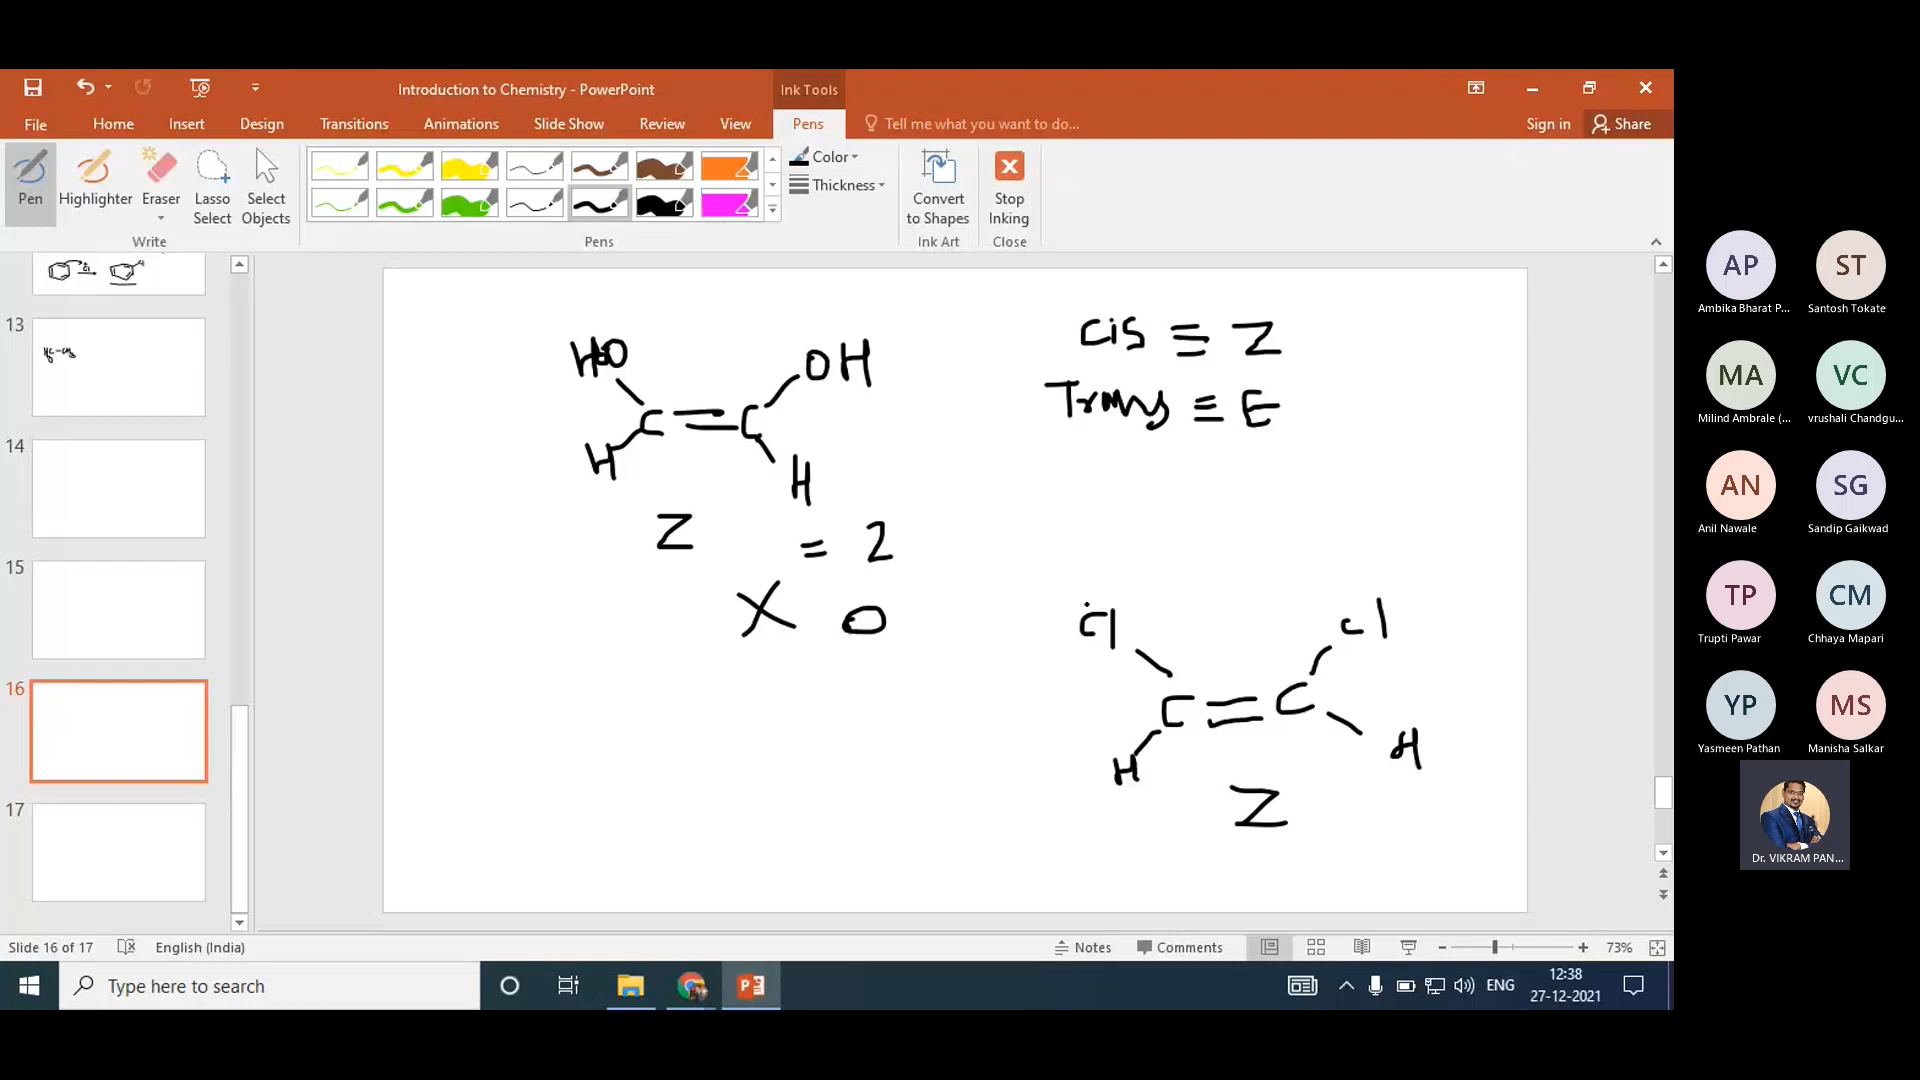 Introduction to Chemistry - PowerPoint
Ink Tools
File Home Insert Design Transitions Animations Slide Show Review View Pens Tell me what you want to do... Sign in Share
Pen Highlighter Eraser Lasso Select Select Objects
Color Thickness
Convert to Shapes
Stop Inking
Write Pens Ink Art Close
13
14
15
16
17
HO OH
C = C
H H
Z
= 2
X O
Cis ≡ Z
Trans ≡ E
Cl Cl
C = C
H H
Z
AP ST
Ambika Bharat P... Santosh Tokate
MA VC
Milind Ambrale (... vrushali Chandgu...
AN SG
Anil Nawale Sandip Gaikwad
TP CM
Trupti Pawar Chhaya Mapari
YP MS
Yasmeen Pathan Manisha Salkar
Dr. VIKRAM PAN...
Slide 16 of 17 English (India) Notes Comments 73%
Type here to search
ENG
12:38
27-12-2021